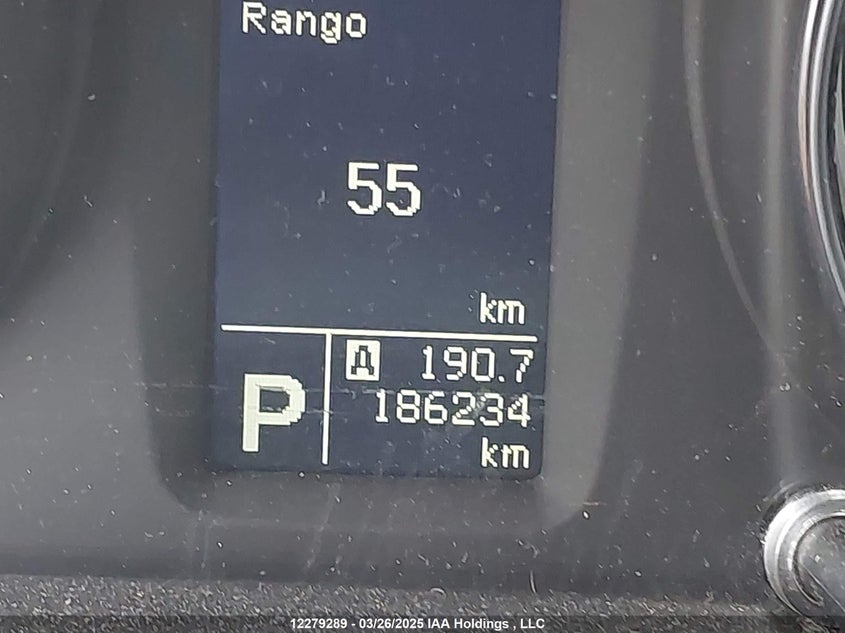 Rango
55
km
A 190.7
186234
P
km
12279289 - 03/26/2025 IAA Holdings , LLC